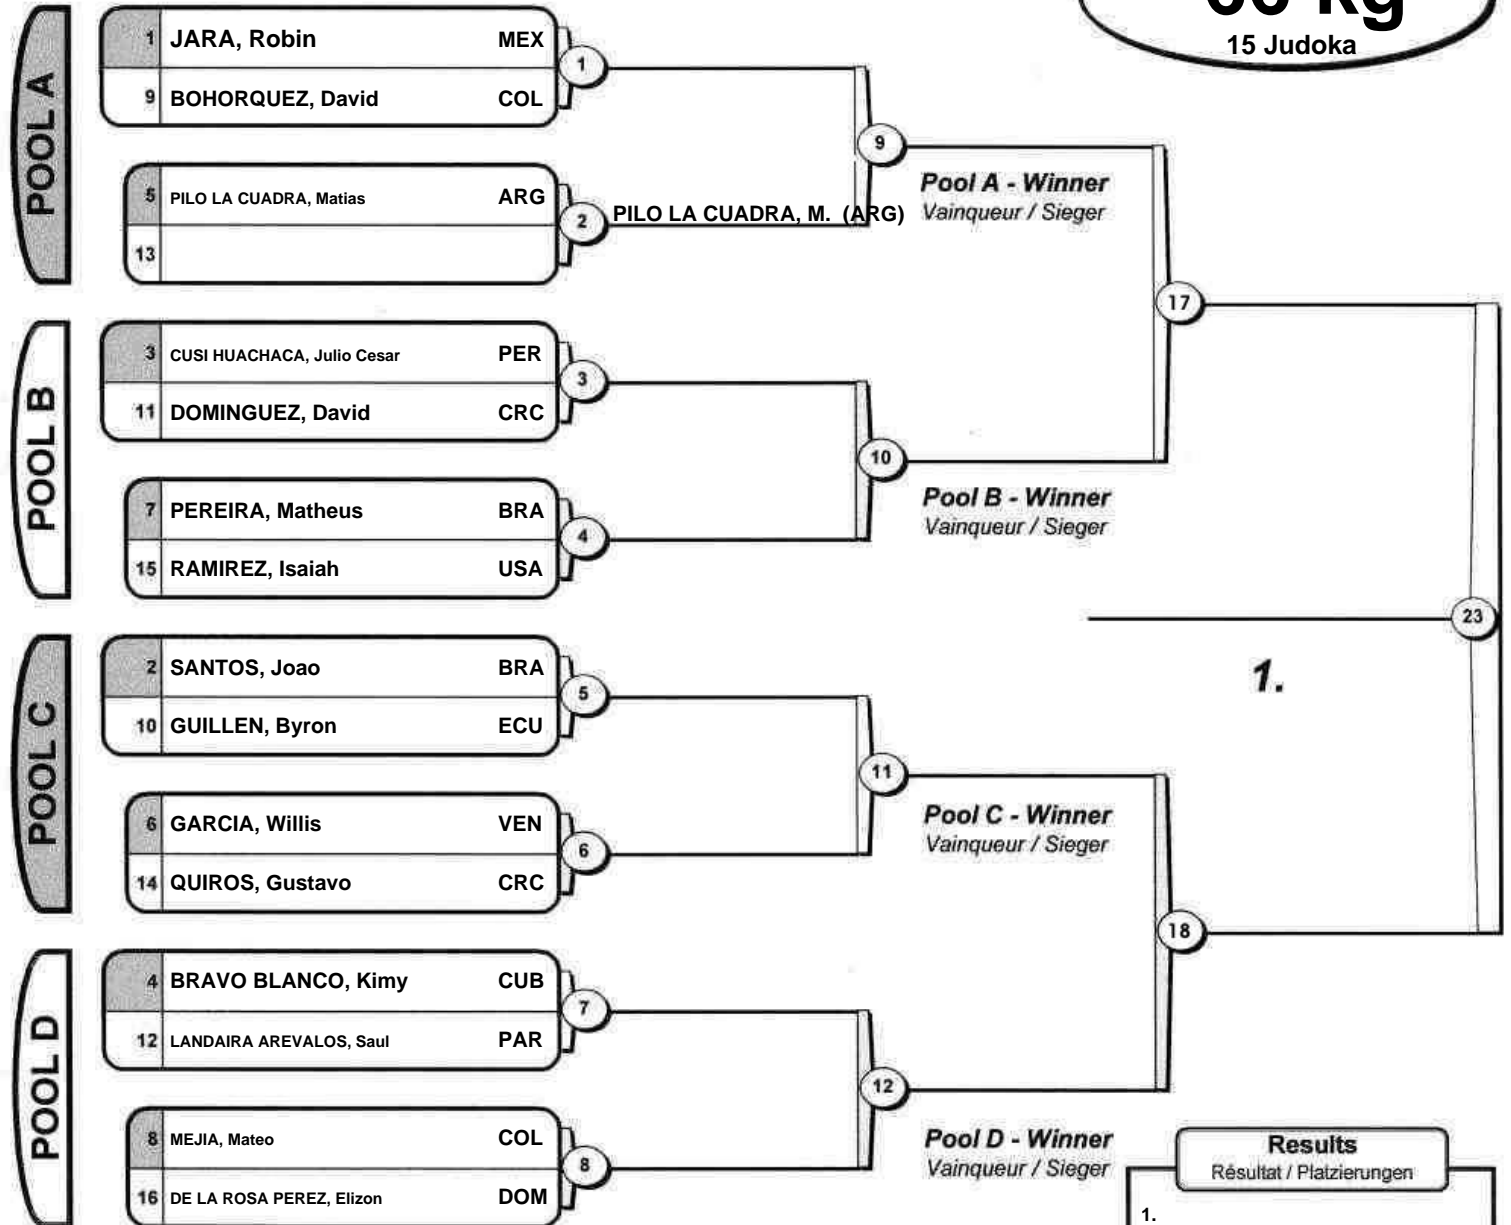 kg
15 Judoka
POOL A
1 JARA, Robin MEX
9 BOHORQUEZ, David COL
1
5 PILO LA CUADRA, Matias ARG
13
2
PILO LA CUADRA, M. (ARG)
9
Pool A - Winner
Vainqueur / Sieger
POOL B
3 CUSI HUACHACA, Julio Cesar PER
11 DOMINGUEZ, David CRC
3
7 PEREIRA, Matheus BRA
15 RAMIREZ, Isaiah USA
4
10
Pool B - Winner
Vainqueur / Sieger
17
POOL C
2 SANTOS, Joao BRA
10 GUILLEN, Byron ECU
5
6 GARCIA, Willis VEN
14 QUIROS, Gustavo CRC
6
11
Pool C - Winner
Vainqueur / Sieger
POOL D
4 BRAVO BLANCO, Kimy CUB
12 LANDAIRA AREVALOS, Saul PAR
7
8 MEJIA, Mateo COL
16 DE LA ROSA PEREZ, Elizon DOM
8
12
Pool D - Winner
Vainqueur / Sieger
18
23
1.
Results
Résultat / Platzierungen
1.